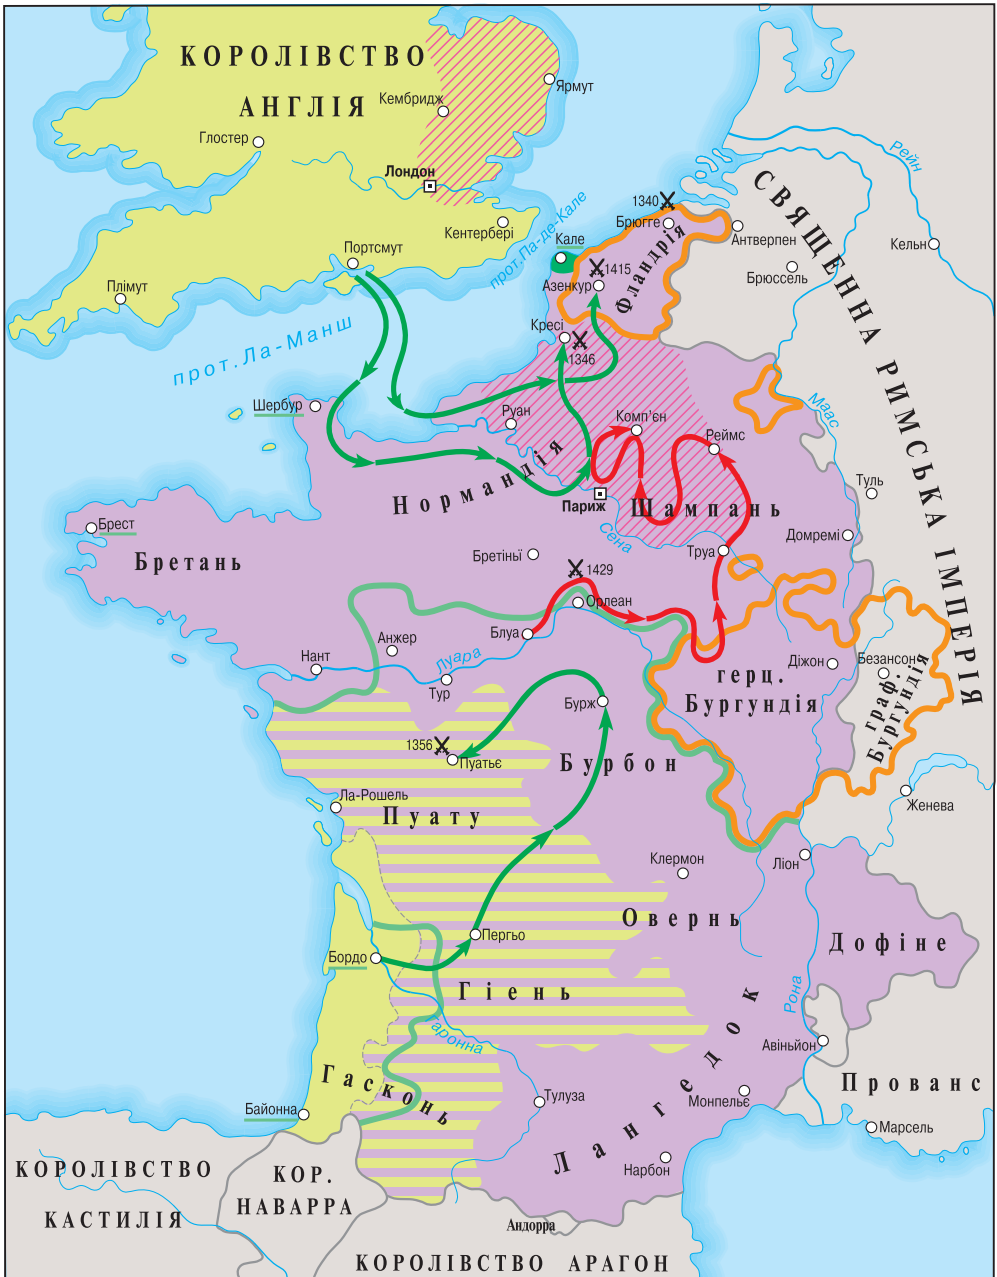 КОРОЛІВСТВО
АНГЛІЯ
Ярмут
Кембридж
Глостер
Лондон
Кентербері
Портсмут
Плімут
прот. Ла-Манш
прот. Па-де-Кале
Кале
1340
Брюгге
Фландрія
Антверпен
Брюссель
Рейн
Кельн
СВЯЩЕННА РИМСЬКА ІМПЕРІЯ
1415
Азенкур
Кресі
1346
Маас
Шербур
Руан
Комп’єн
Реймс
Нормандія
Париж
Шампань
Туль
Сена
Брест
Бретань
Бретіньї
Труа
Домремі
1429
Орлеан
Блуа
Анжер
Луара
Нант
Тур
Діжон
Безансон
герц.
Бургундія
граф.
Бургундія
Бурж
1356
Пуатьє
Бурбон
Ла-Рошель
Пуату
Женева
Клермон
Ліон
Овернь
Дофіне
Пергьо
Бордо
Гіень
Рона
Гаронна
Авіньйон
Гасконь
Тулуза
Лангедок
Монпельє
Прованс
Байонна
Марсель
Нарбон
КОРОЛІВСТВО
КАСТИЛІЯ
КОР.
НАВАРРА
Андорра
КОРОЛІВСТВО АРАГОН